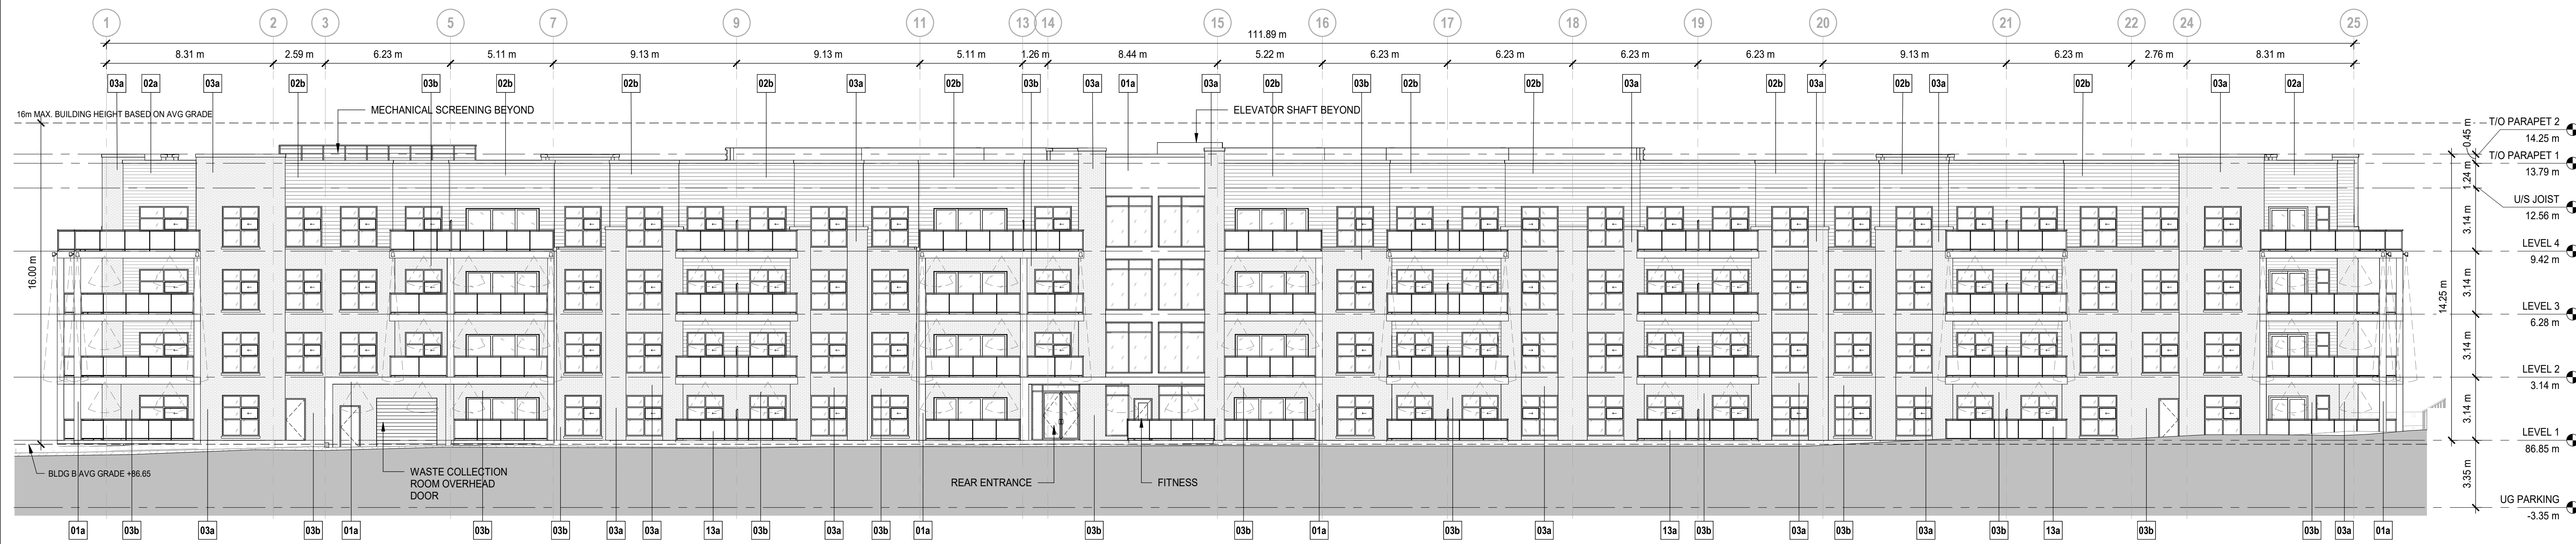 1 2 3 5 7 9 11 13 14 15 16 17 18 19 20 21 22 24 25
111.89 m
8.31 m 2.59 m 6.23 m 5.11 m 9.13 m 9.13 m 5.11 m 1.26 m 8.44 m 5.22 m 6.23 m 6.23 m 6.23 m 6.23 m 9.13 m 6.23 m 2.76 m 8.31 m
03a 02a 03a 02b 03b 02b 02b 02b 03a 02b 03b 03a 01a 03a 02b 03b 02b 02b 03a 02b 03a 02b 03a 02b 03a 02a
MECHANICAL SCREENING BEYOND
ELEVATOR SHAFT BEYOND
16m MAX. BUILDING HEIGHT BASED ON AVG GRADE
16.00 m
0.45 m
1.24 m
3.14 m
3.14 m
3.14 m
3.14 m
3.35 m
14.25 m
T/O PARAPET 2
14.25 m
T/O PARAPET 1
13.79 m
U/S JOIST
12.56 m
LEVEL 4
9.42 m
LEVEL 3
6.28 m
LEVEL 2
3.14 m
LEVEL 1
86.85 m
UG PARKING
-3.35 m
BLDG B AVG GRADE +86.65
WASTE COLLECTION
ROOM OVERHEAD
DOOR
REAR ENTRANCE
FITNESS
01a 03b 03a 03b 01a 03b 03b 03a 03a 13a 03b 03a 03b 01a 03b 03b 01a 03b 03a 13a 03b 03a 03b 03a 03b 13a 03b 03b 03a 01a